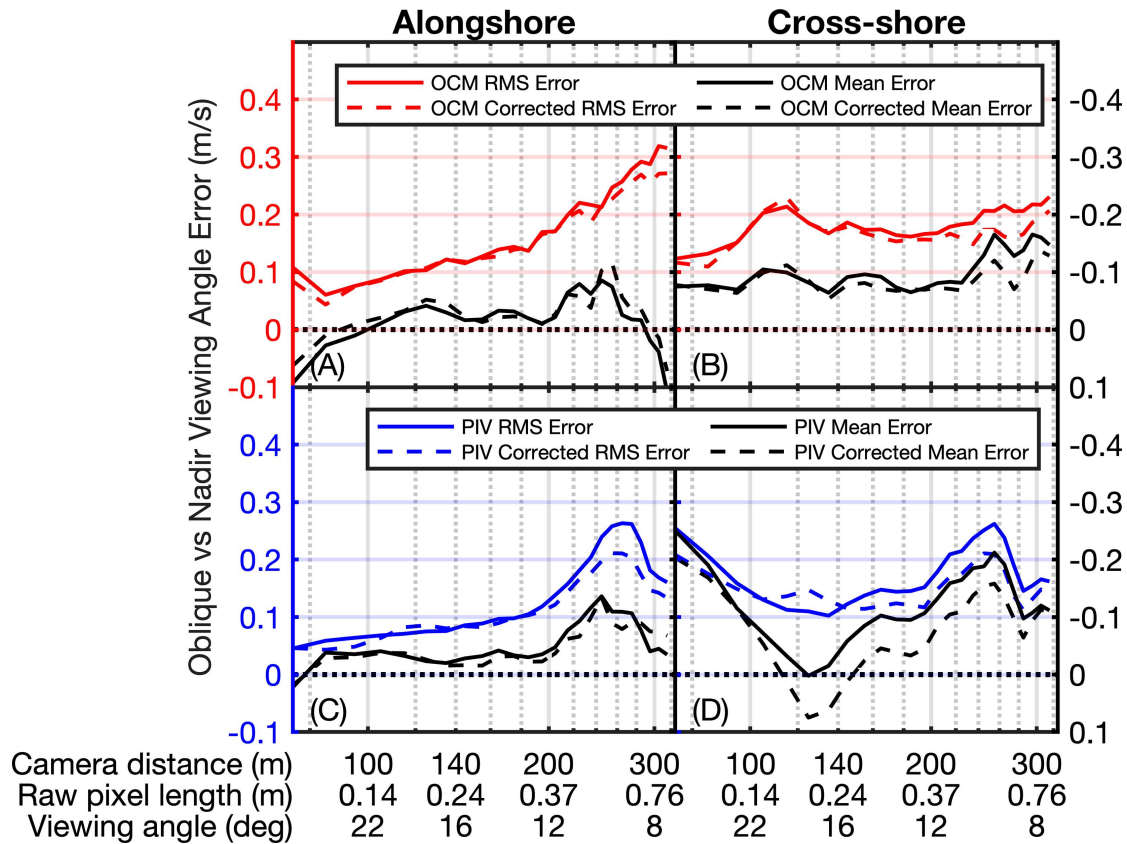 Alongshore Cross-shore
Oblique vs Nadir Viewing Angle Error (m/s)
OCM RMS Error OCM Mean Error
OCM Corrected RMS Error OCM Corrected Mean Error
0.4 -0.4
0.3 -0.3
0.2 -0.2
0.1 -0.1
0 0
(A) (B)
-0.1 0.1
PIV RMS Error PIV Mean Error
PIV Corrected RMS Error PIV Corrected Mean Error
0.4 -0.4
0.3 -0.3
0.2 -0.2
0.1 -0.1
0 0
(C) (D)
-0.1 0.1
Camera distance (m) 100 140 200 300 100 140 200 300
Raw pixel length (m) 0.14 0.24 0.37 0.76 0.14 0.24 0.37 0.76
Viewing angle (deg) 22 16 12 8 22 16 12 8